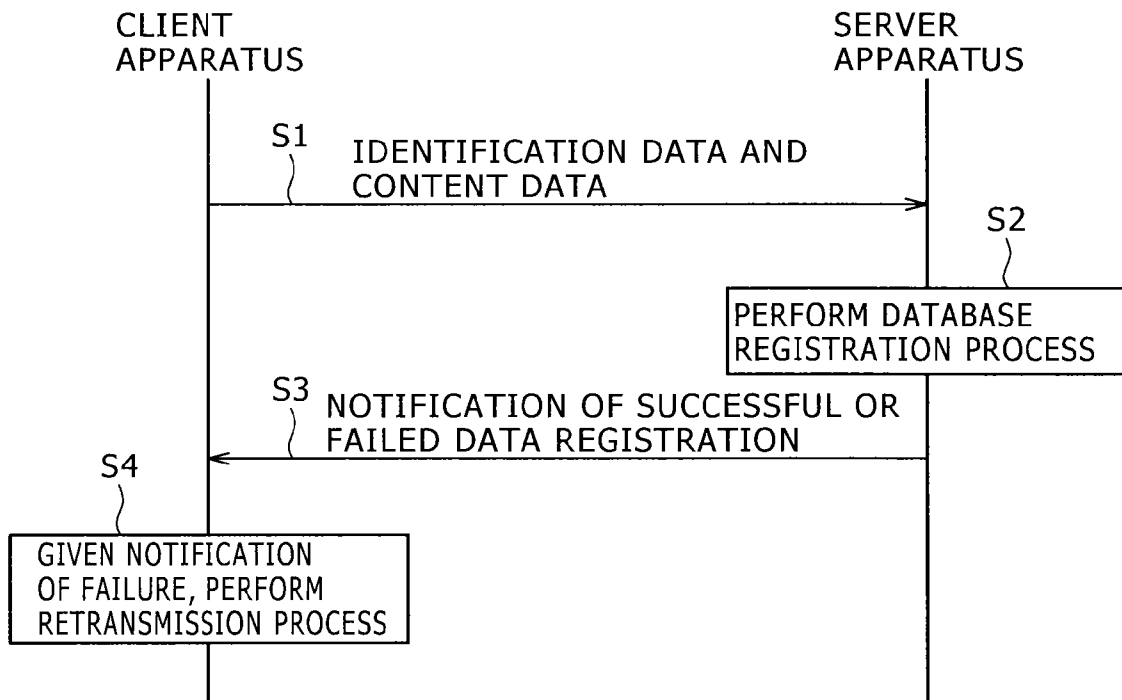 CLIENT
APPARATUS
SERVER
APPARATUS
S1
IDENTIFICATION DATA AND
CONTENT DATA
S2
PERFORM DATABASE
REGISTRATION PROCESS
S3
NOTIFICATION OF SUCCESSFUL OR
FAILED DATA REGISTRATION
S4
GIVEN NOTIFICATION
OF FAILURE, PERFORM
RETRANSMISSION PROCESS